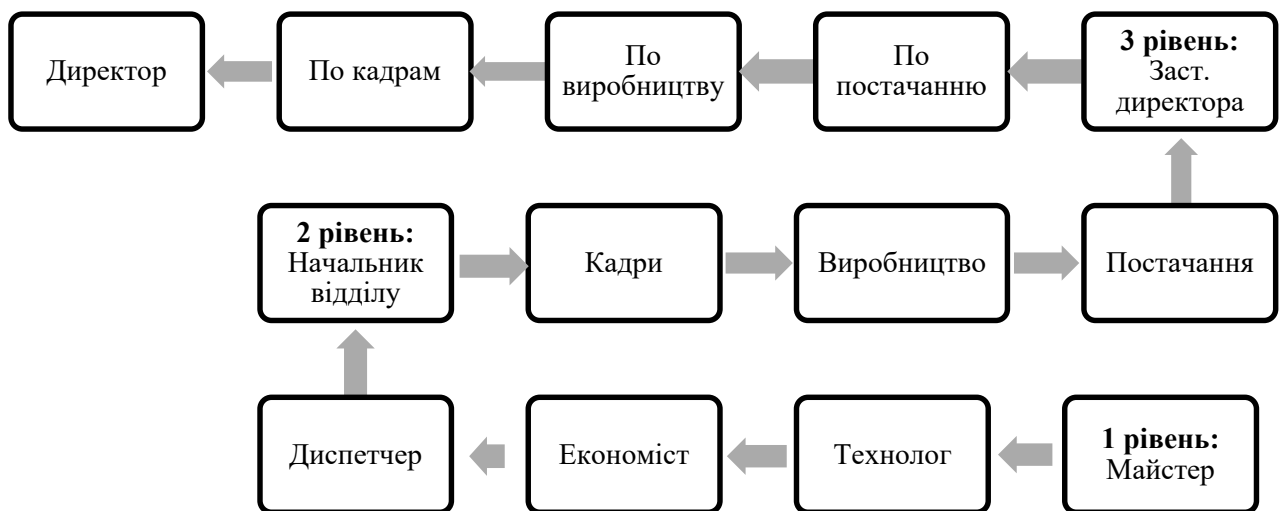 Директор
По кадрам
По
виробництву
По
постачанню
3 рівень:
Заст.
директора
2 рівень:
Начальник
відділу
Кадри
Виробництво
Постачання
Диспетчер
Економіст
Технолог
1 рівень:
Майстер